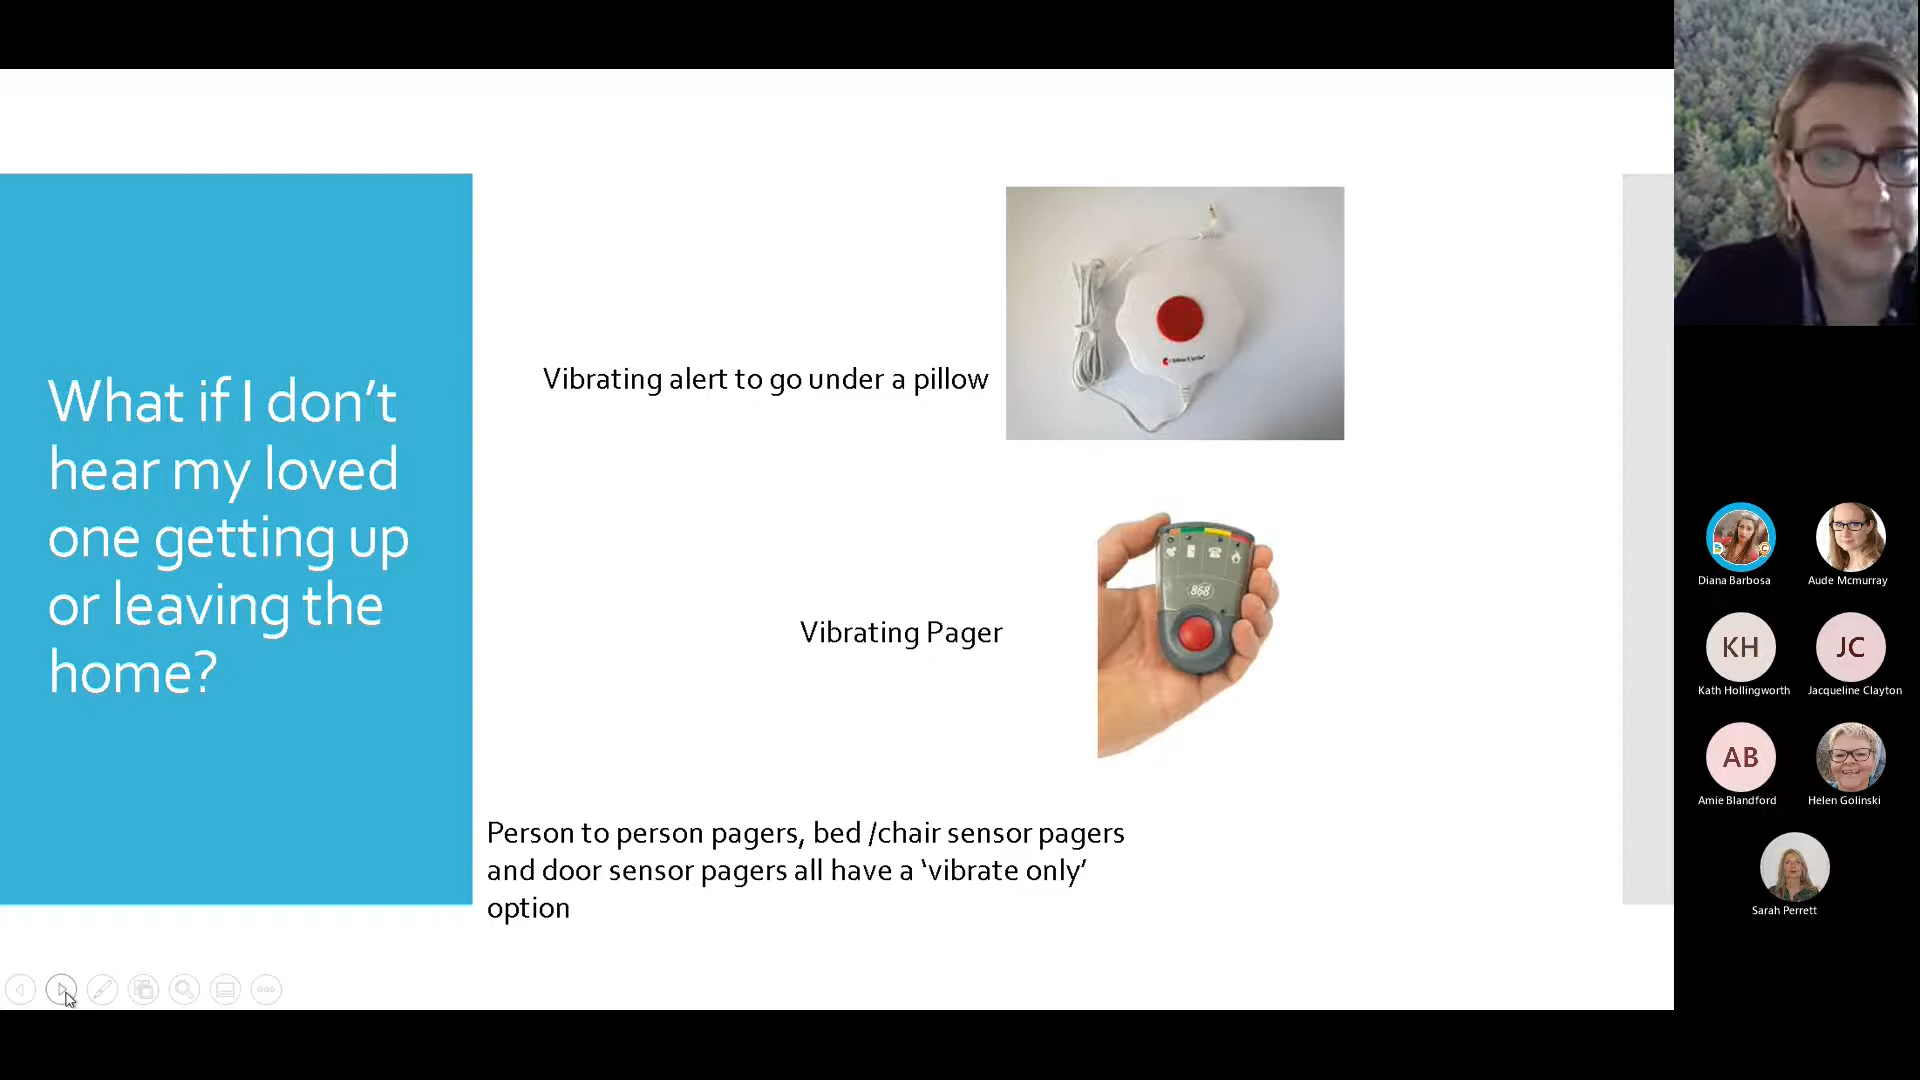 What if I don’t
hear my loved
one getting up
or leaving the
home?
Vibrating alert to go under a pillow
Vibrating Pager
868
Person to person pagers, bed /chair sensor pagers
and door sensor pagers all have a ‘vibrate only’
option
Diana Barbosa
Aude Mcmurray
KH
Kath Hollingworth
JC
Jacqueline Clayton
AB
Amie Blandford
Helen Golinski
Sarah Perrett